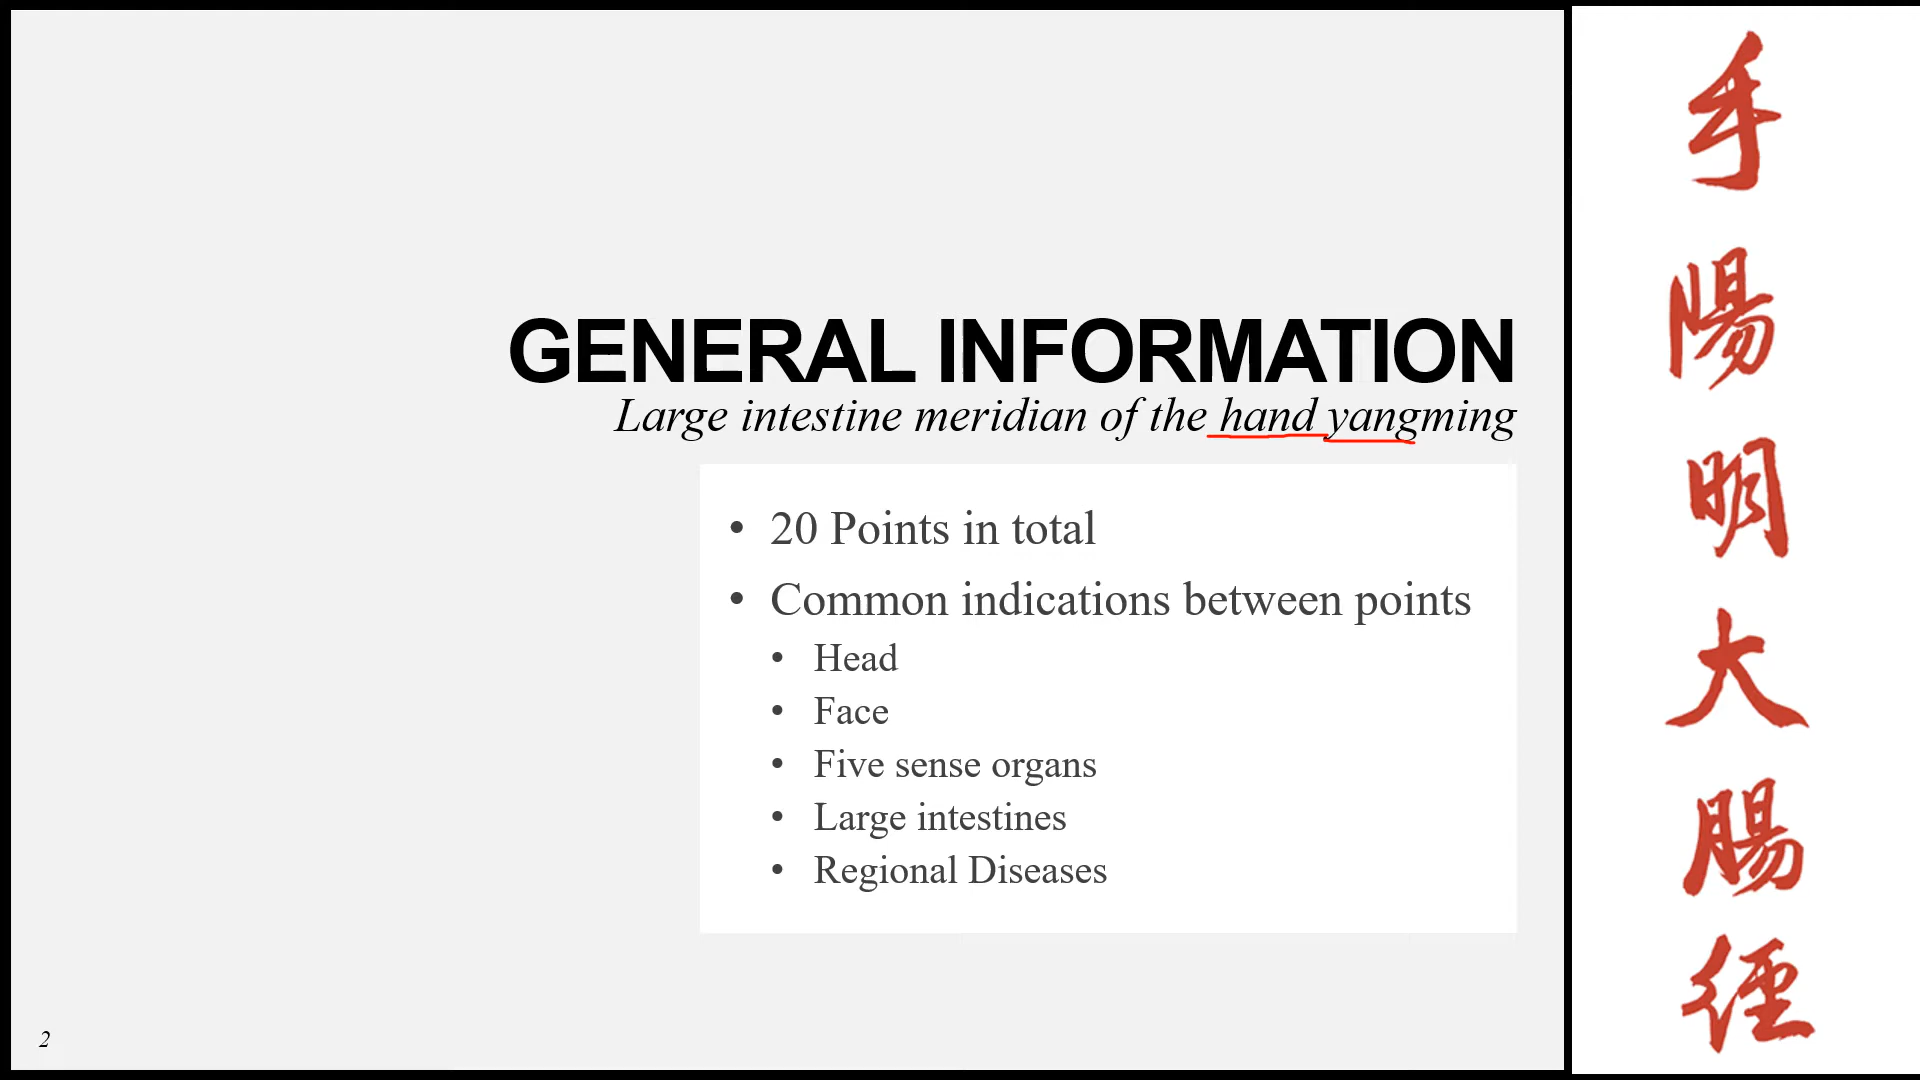 GENERAL INFORMATION
Large intestine meridian of the hand yangming
• 20 Points in total
• Common indications between points
• Head
• Face
• Five sense organs
• Large intestines
• Regional Diseases
2
手陽明大腸經